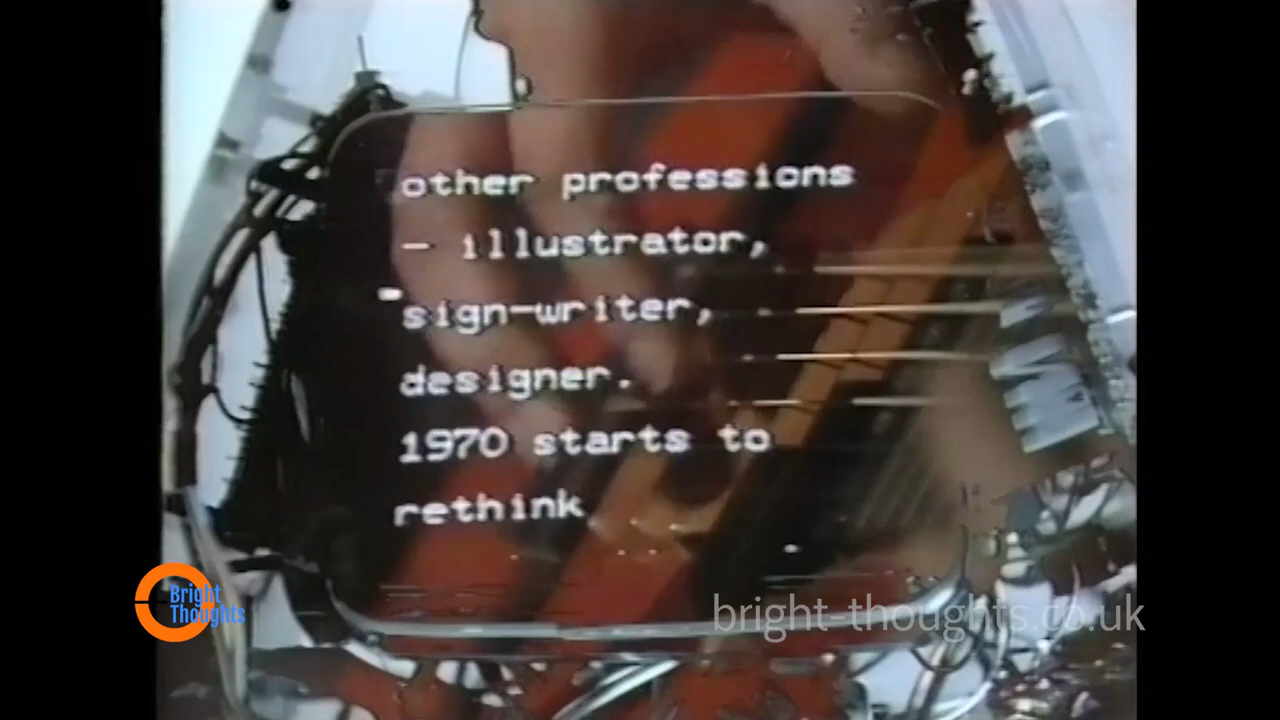 other professions
— illustrator,
sign-writer,
designer.
1970 starts to
rethink
Bright
Thoughts
bright-thoughts.co.uk